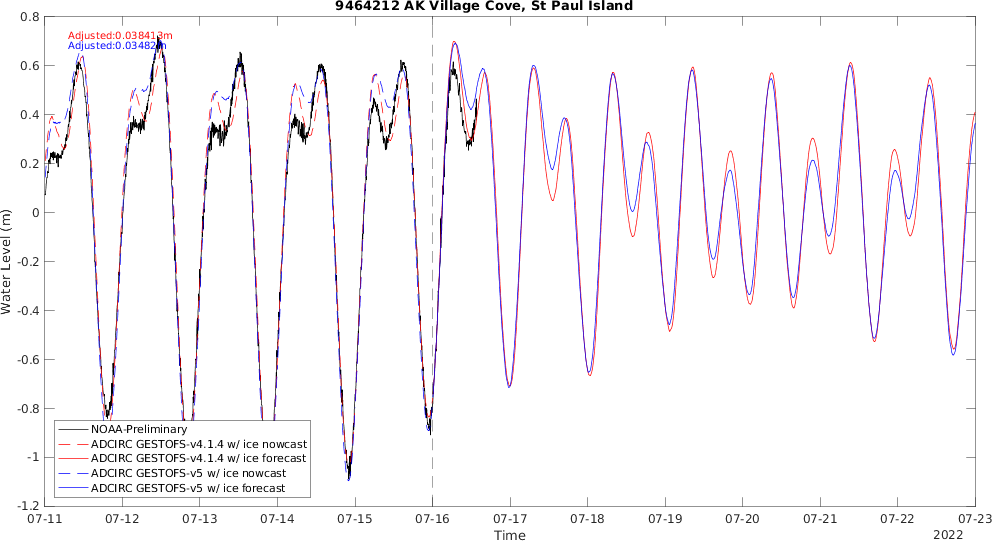 9464212 AK Village Cove, St Paul Island
Adjusted:0.038413m
Adjusted:0.03482m
Water Level (m)
0.8
0.6
0.4
0.2
0
-0.2
-0.4
-0.6
-0.8
-1
-1.2
NOAA-Preliminary
ADCIRC GESTOFS-v4.1.4 w/ ice nowcast
ADCIRC GESTOFS-v4.1.4 w/ ice forecast
ADCIRC GESTOFS-v5 w/ ice nowcast
ADCIRC GESTOFS-v5 w/ ice forecast
07-11 07-12 07-13 07-14 07-15 07-16 07-17 07-18 07-19 07-20 07-21 07-22 07-23
Time
2022